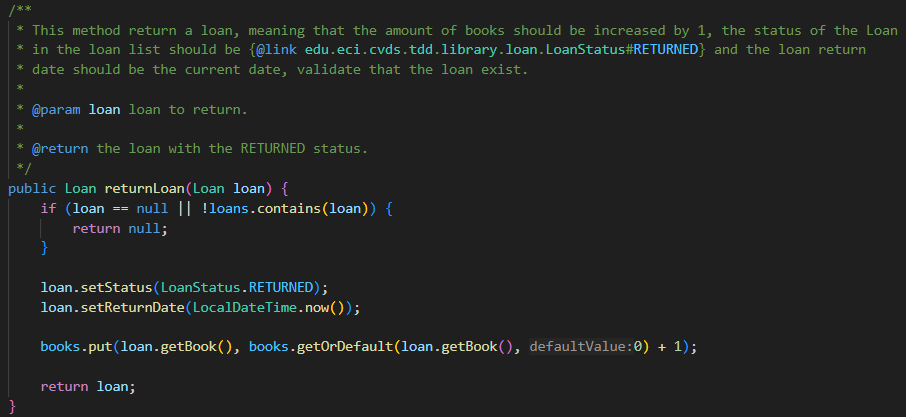 /**
 * This method return a loan, meaning that the amount of books should be increased by 1, the status of the Loan
 * in the loan list should be {@link edu.eci.cvds.tdd.library.loan.LoanStatus#RETURNED} and the loan return
 * date should be the current date, validate that the loan exist.
 *
 * @param loan loan to return.
 *
 * @return the loan with the RETURNED status.
 */
public Loan returnLoan(Loan loan) {
    if (loan == null || !loans.contains(loan)) {
        return null;
    }

    loan.setStatus(LoanStatus.RETURNED);
    loan.setReturnDate(LocalDateTime.now());

    books.put(loan.getBook(), books.getOrDefault(loan.getBook(), defaultValue:0) + 1);

    return loan;
}